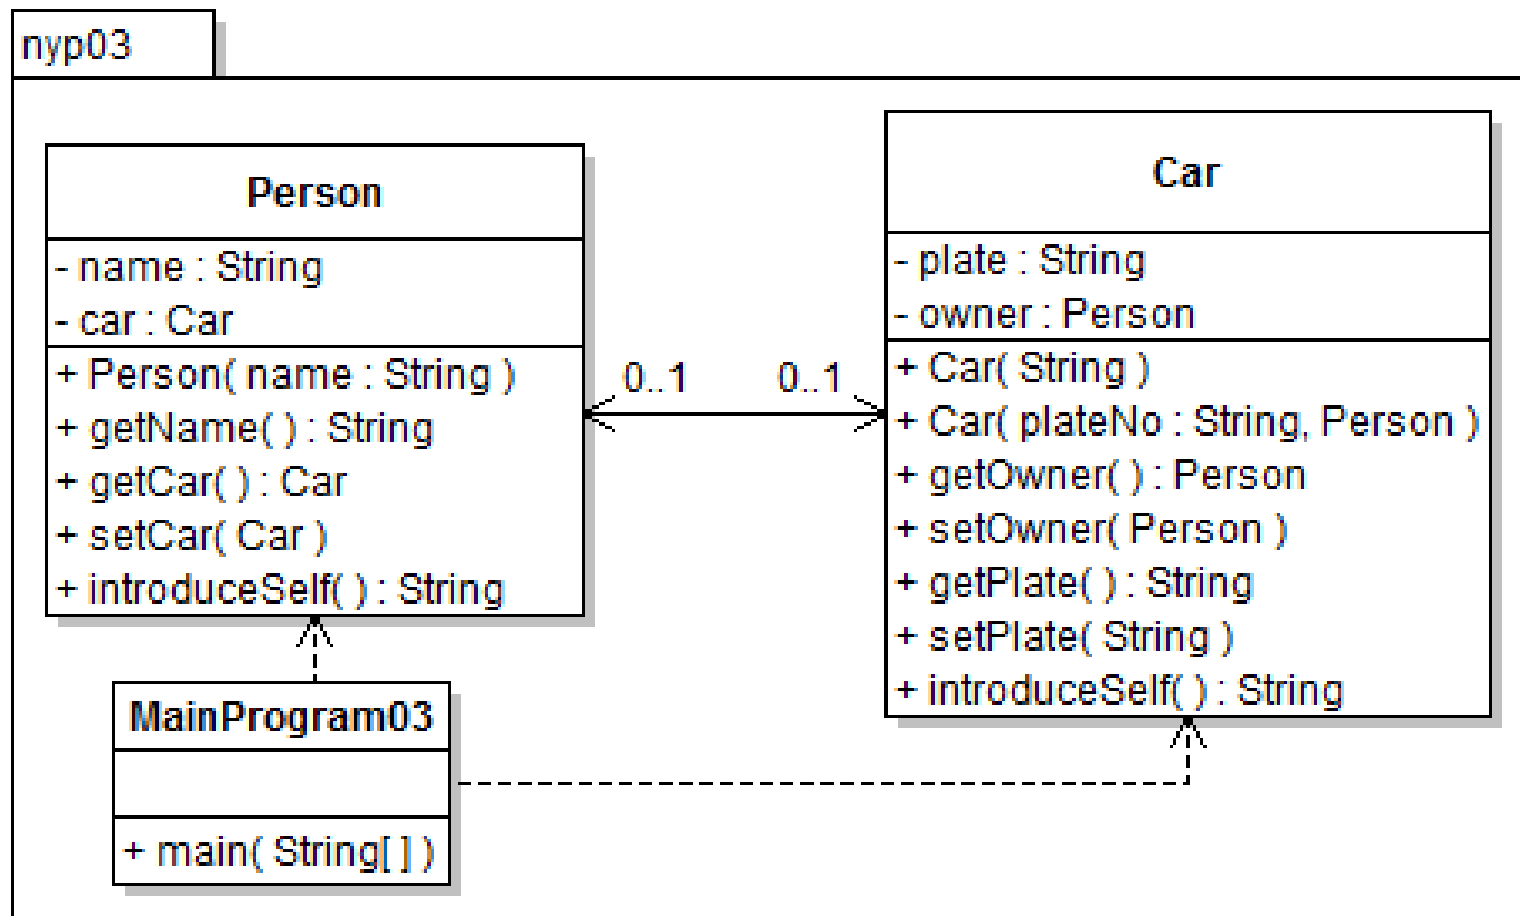 nyp03
Person
- name : String
- car : Car
+ Person( name : String )
+ getName( ) : String
+ getCar( ) : Car
+ setCar( Car )
+ introduceSelf( ) : String
0..1
0..1
Car
- plate : String
- owner : Person
+ Car( String )
+ Car( plateNo : String, Person )
+ getOwner( ) : Person
+ setOwner( Person )
+ getPlate( ) : String
+ setPlate( String )
+ introduceSelf( ) : String
MainProgram03
+ main( String[ ] )